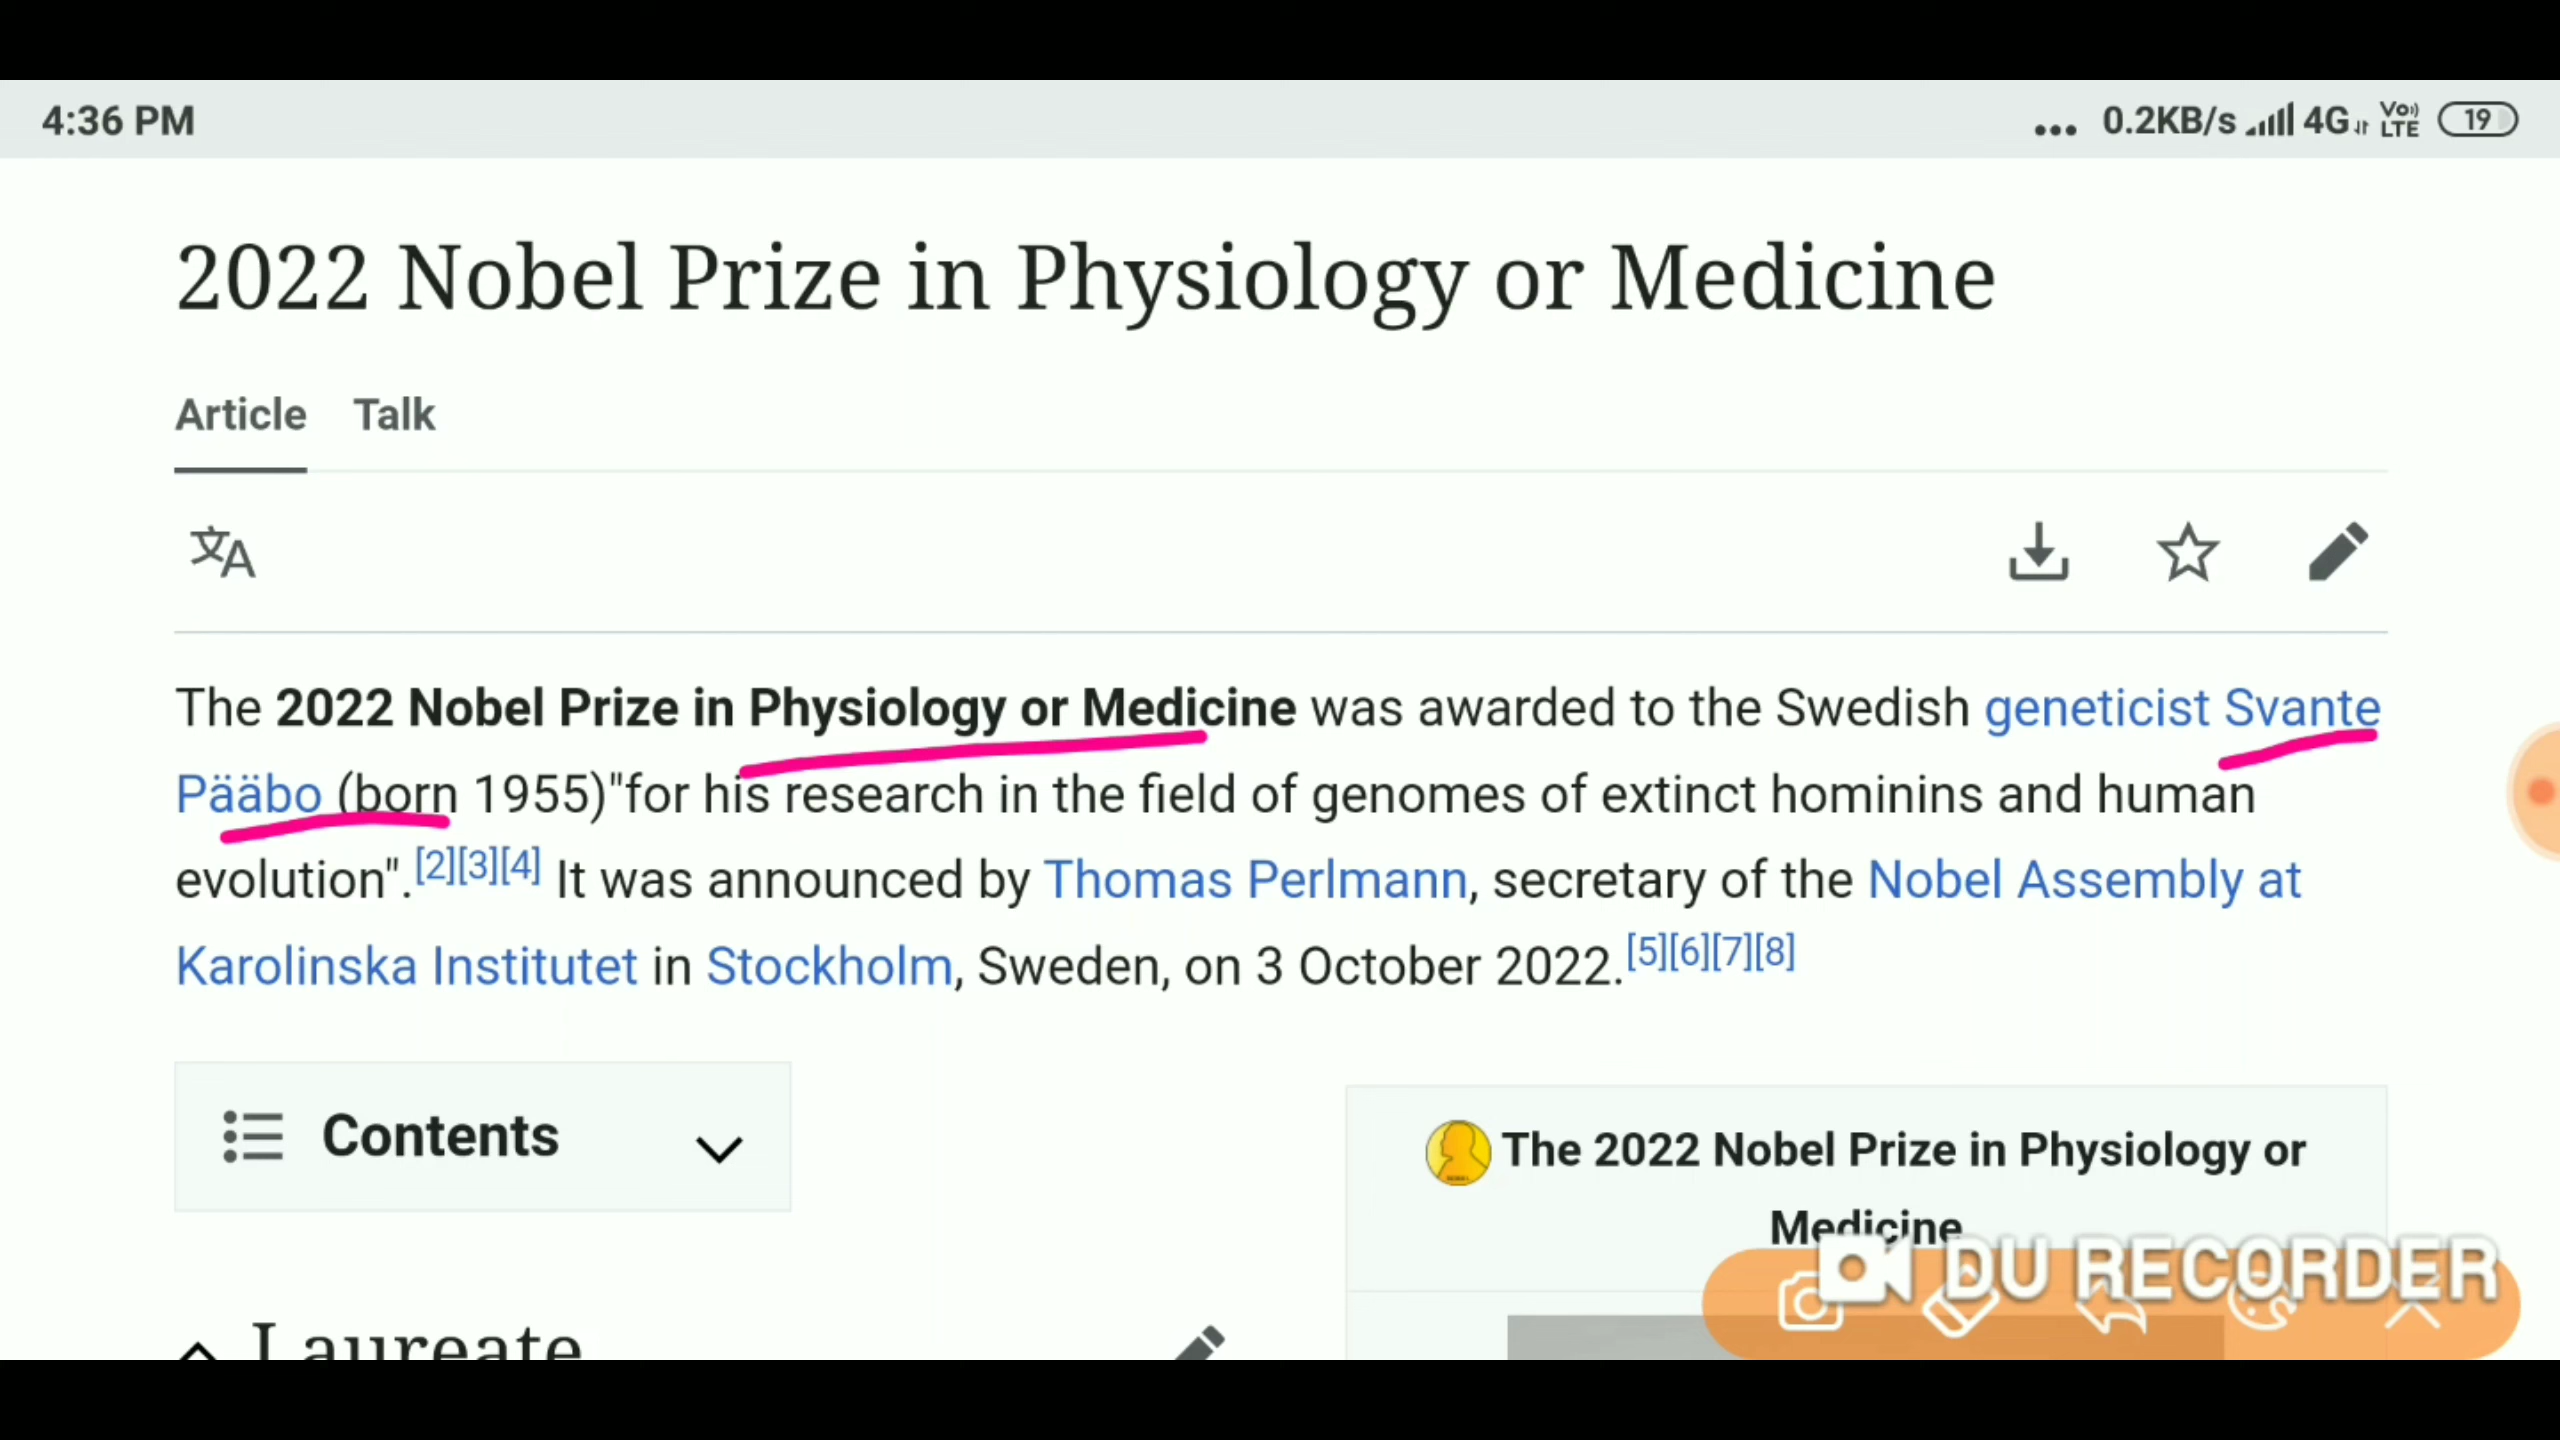 4:36 PM ... 0.2KB/s 4G Vo)) LTE 19
2022 Nobel Prize in Physiology or Medicine
Article Talk
文A
The 2022 Nobel Prize in Physiology or Medicine was awarded to the Swedish geneticist Svante
Pääbo (born 1955)"for his research in the field of genomes of extinct hominins and human
evolution".[2][3][4] It was announced by Thomas Perlmann, secretary of the Nobel Assembly at
Karolinska Institutet in Stockholm, Sweden, on 3 October 2022.[5][6][7][8]
Contents
The 2022 Nobel Prize in Physiology or
Medicine
DU RECORDER
Laureate